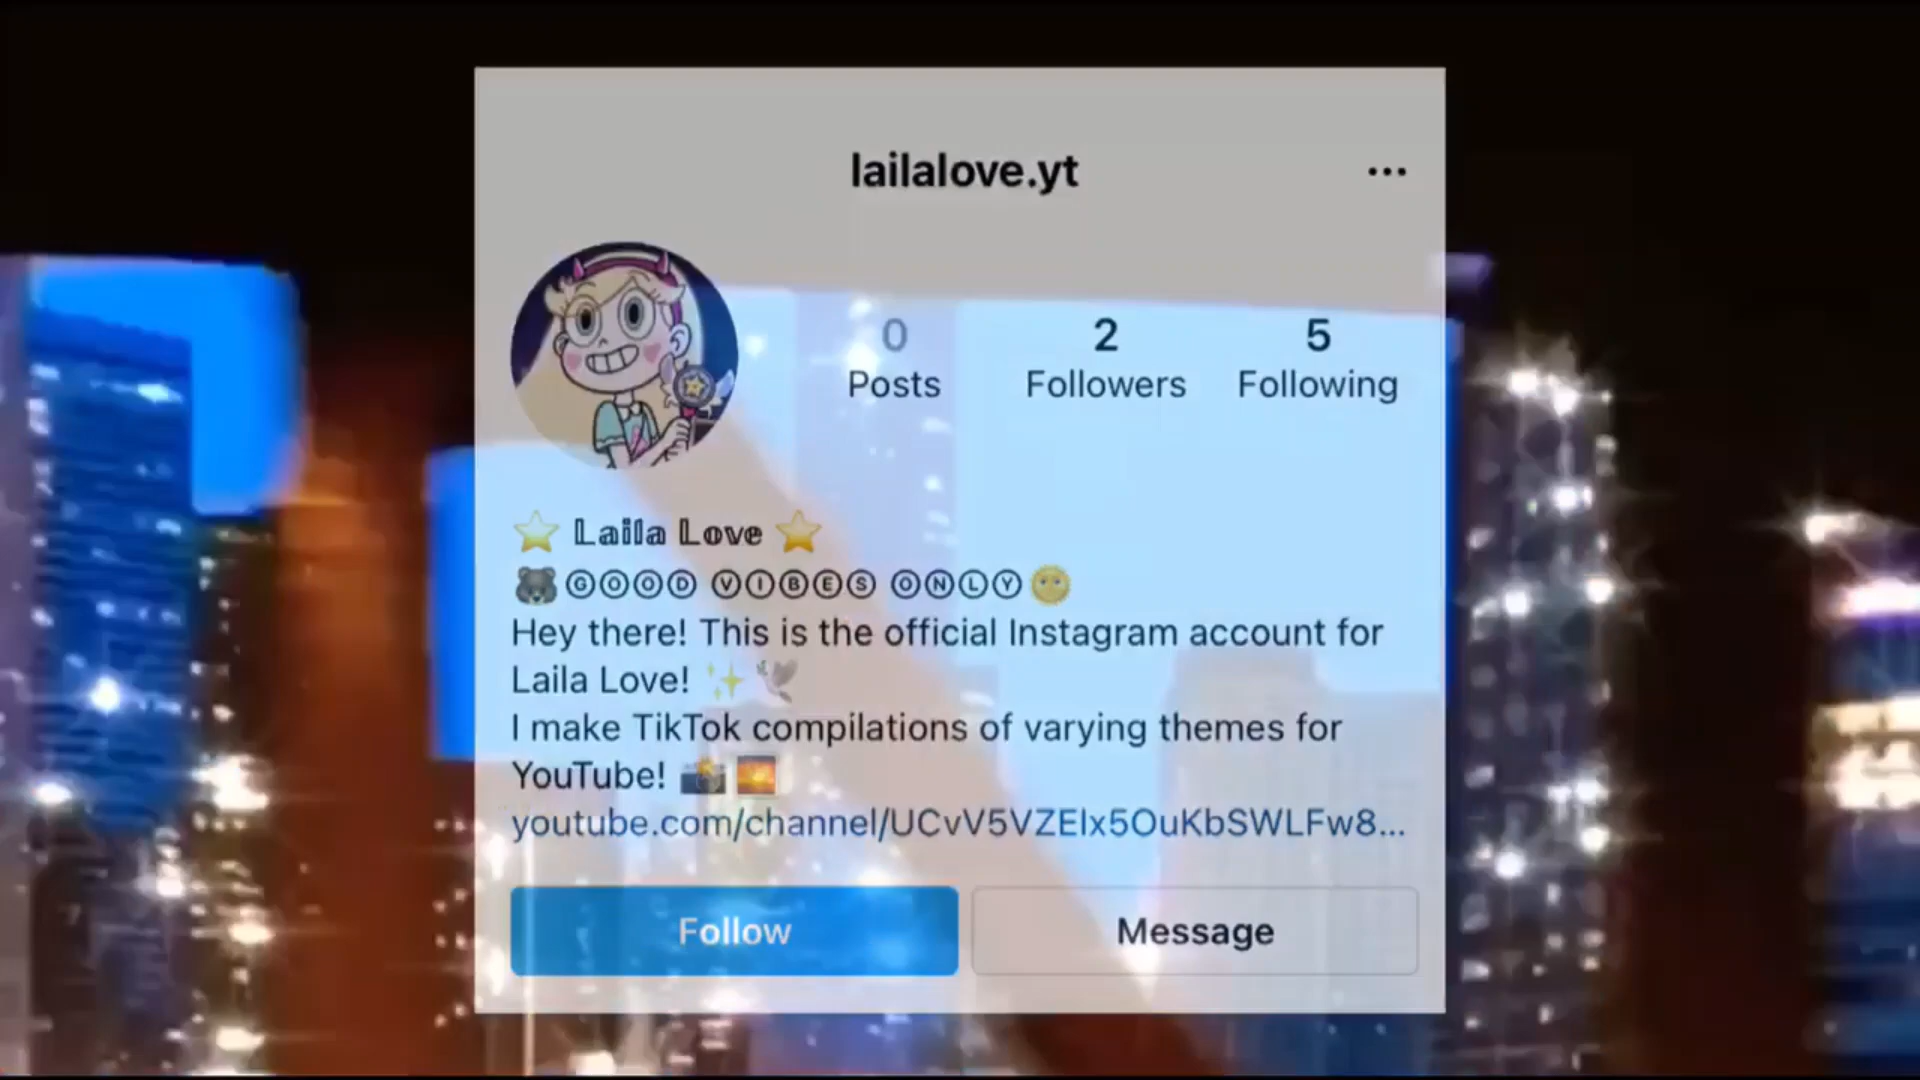 lailalove.yt
0 2 5
Posts Followers Following
⭐ 𝕃𝕒𝕚𝕝𝕒 𝕃𝕠𝕧𝕖 ⭐
🐻ⒼⓄⓄⒹ ⓋⒾⒷⒺⓈ ⓄⓃⓁⓎ🌝
Hey there! This is the official Instagram account for
Laila Love! ✨🕊
I make TikTok compilations of varying themes for
YouTube! 📸🌅
youtube.com/channel/UCvV5VZElx5OuKbSWLFw8...
Follow Message